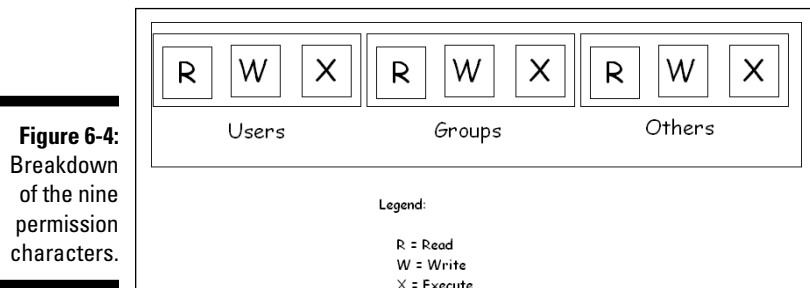 R W X R W X R W X
Users Groups Others
Figure 6-4:
Breakdown
of the nine
permission
characters.
Legend:
R = Read
W = Write
X = Execute